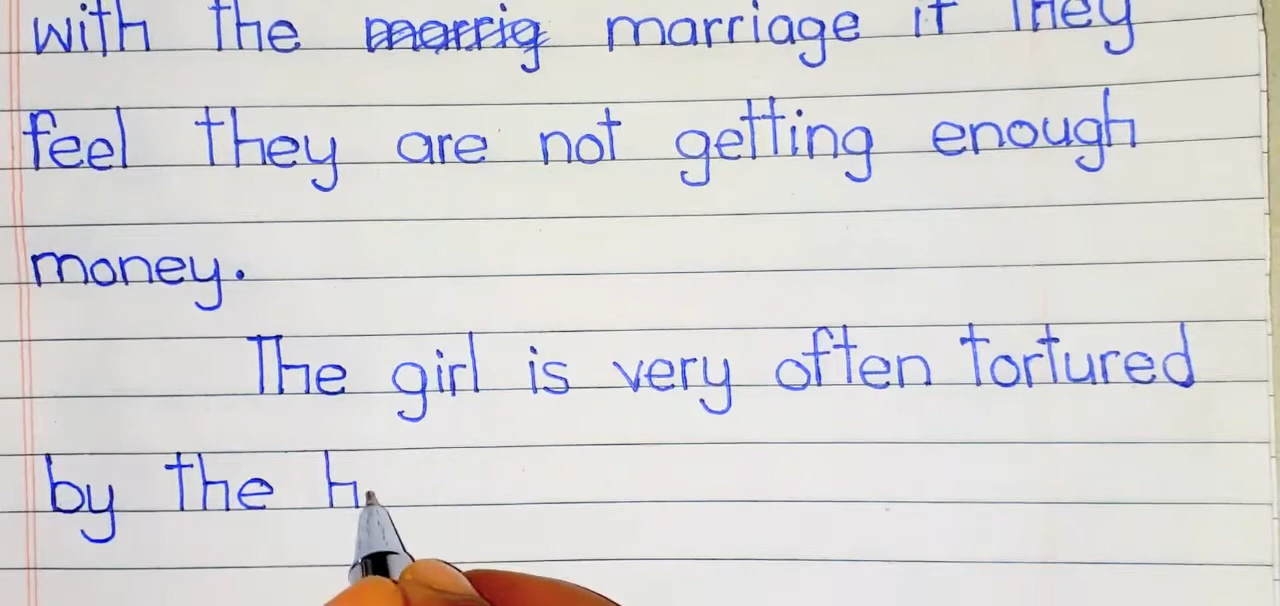 with the marriage if they
feel they are not getting enough
money.
The girl is very often tortured
by the h